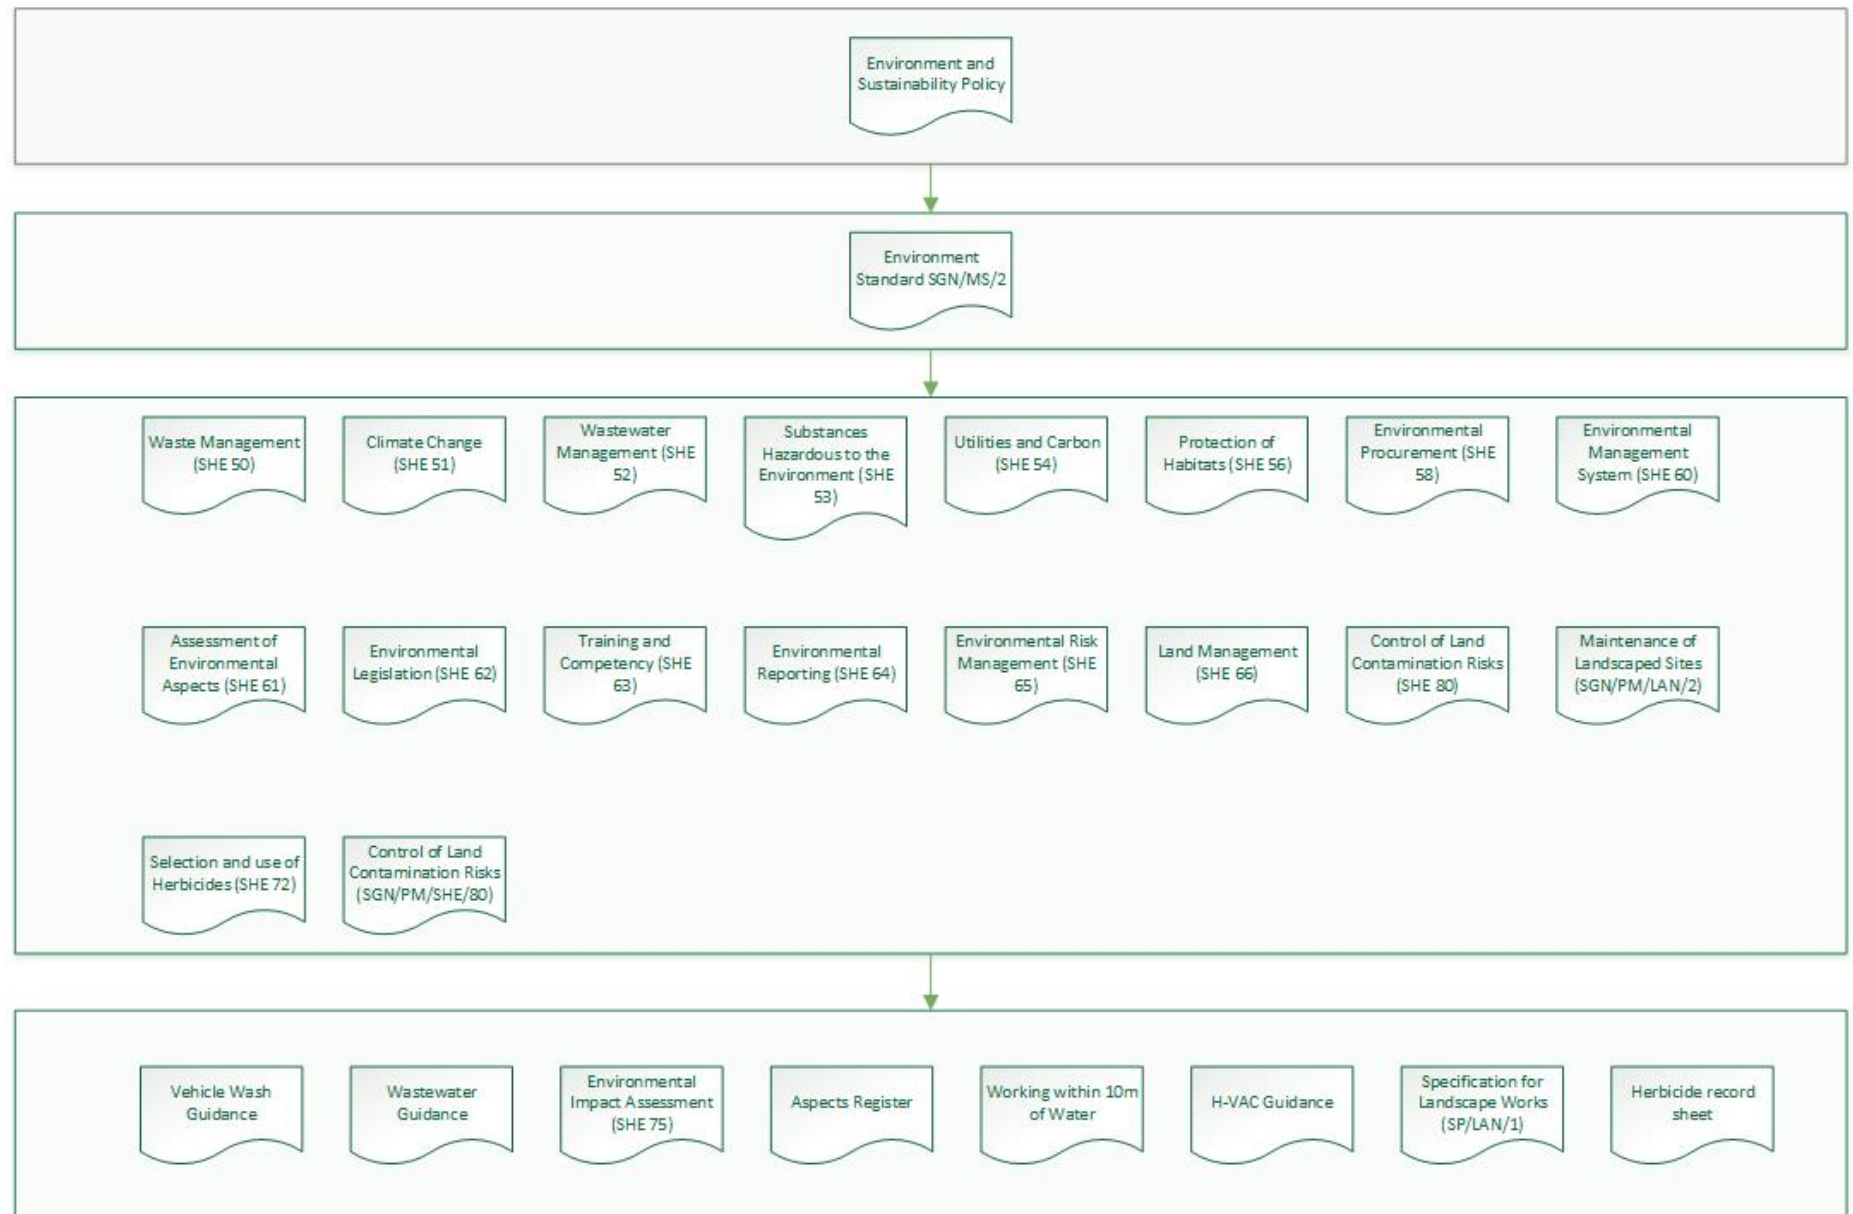 Environment and
Sustainability Policy
Environment
Standard SGN/MS/2
Waste Management
(SHE 50)
Climate Change
(SHE 51)
Wastewater
Management (SHE
52)
Substances
Hazardous to the
Environment (SHE
53)
Utilities and Carbon
(SHE 54)
Protection of
Habitats (SHE 56)
Environmental
Procurement (SHE
58)
Environmental
Management
System (SHE 60)
Assessment of
Environmental
Aspects (SHE 61)
Environmental
Legislation (SHE 62)
Training and
Competency (SHE
63)
Environmental
Reporting (SHE 64)
Environmental Risk
Management (SHE
65)
Land Management
(SHE 66)
Control of Land
Contamination Risks
(SHE 80)
Maintenance of
Landscaped Sites
(SGN/PM/LAN/2)
Selection and use of
Herbicides (SHE 72)
Control of Land
Contamination Risks
(SGN/PM/SHE/80)
Vehicle Wash
Guidance
Wastewater
Guidance
Environmental
Impact Assessment
(SHE 75)
Aspects Register
Working within 10m
of Water
H-VAC Guidance
Specification for
Landscape Works
(SP/LAN/1)
Herbicide record
sheet